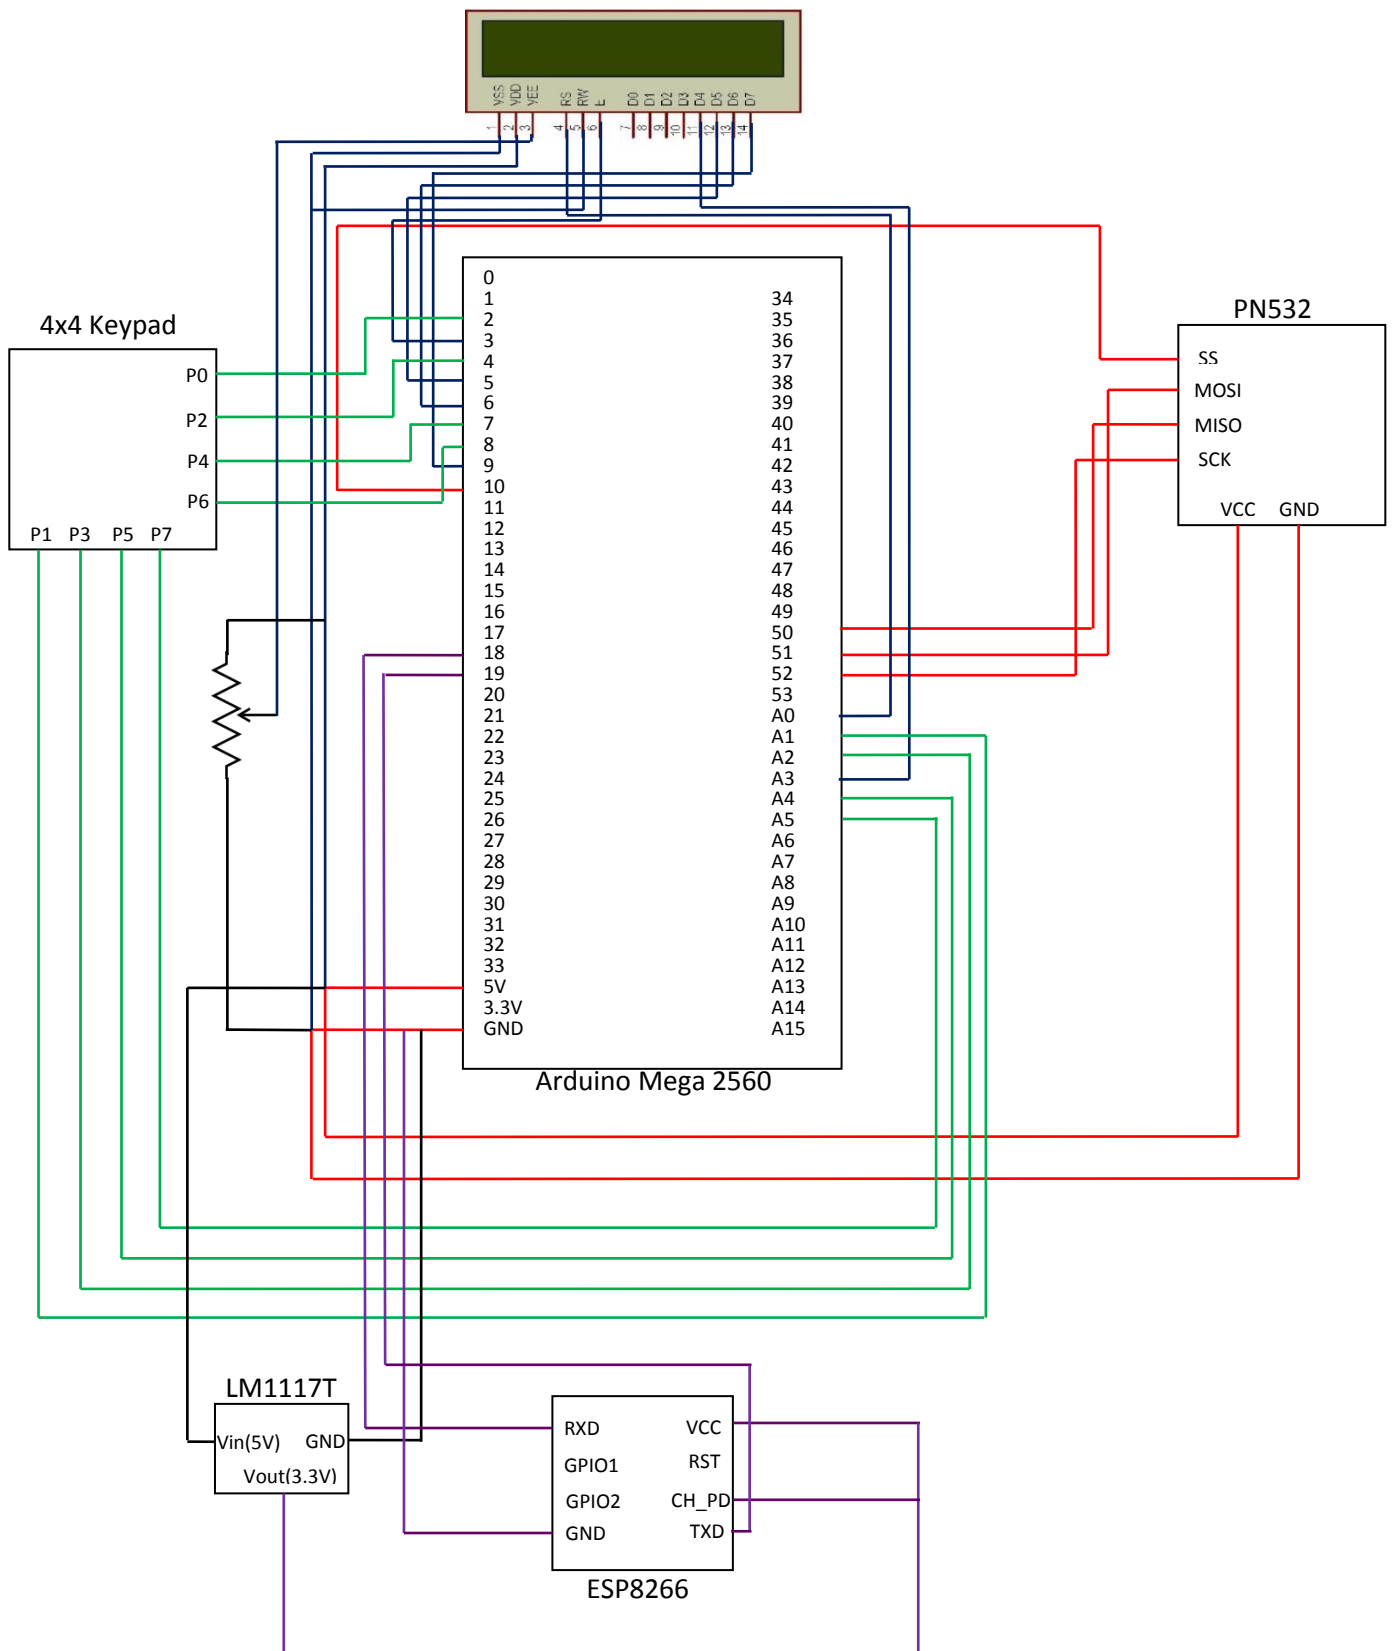 VSS
VDD
VEE
RS
RW
E
D0
D1
D2
D3
D4
D5
D6
D7
1
2
3
4
5
6
7
8
9
10
11
12
13
14
4x4 Keypad
P0
P2
P4
P6
P1 P3 P5 P7
0
1
2
3
4
5
6
7
8
9
10
11
12
13
14
15
16
17
18
19
20
21
22
23
24
25
26
27
28
29
30
31
32
33
5V
3.3V
GND
34
35
36
37
38
39
40
41
42
43
44
45
46
47
48
49
50
51
52
53
A0
A1
A2
A3
A4
A5
A6
A7
A8
A9
A10
A11
A12
A13
A14
A15
Arduino Mega 2560
PN532
SS
MOSI
MISO
SCK
VCC GND
LM1117T
Vin(5V) GND
Vout(3.3V)
RXD VCC
GPIO1 RST
GPIO2 CH_PD
GND TXD
ESP8266